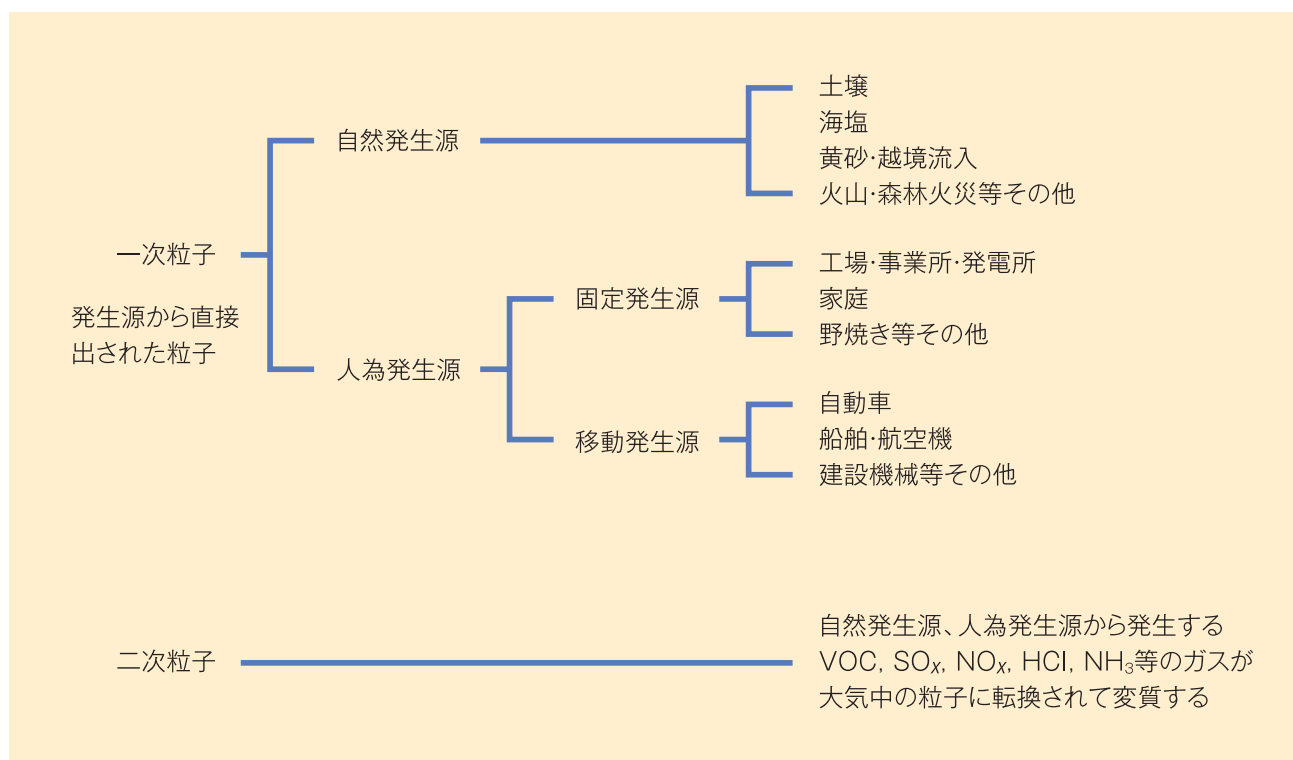 土壌
海塩
自然発生源
黄砂・越境流入
火山・森林火災等その他
一次粒子
発生源から直接
出された粒子
工場・事業所・発電所
固定発生源
家庭
野焼き等その他
人為発生源
自動車
移動発生源
船舶・航空機
建設機械等その他
二次粒子
自然発生源、人為発生源から発生する
VOC, SOx, NOx, HCl, NH₃等のガスが
大気中の粒子に転換されて変質する